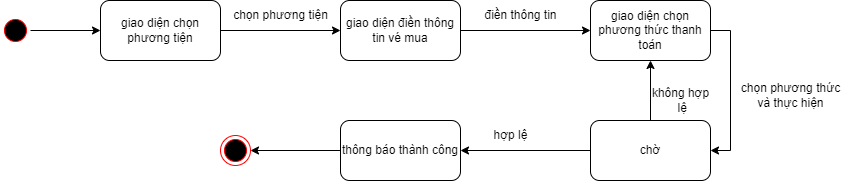 giao diện chọn
phương tiện
chọn phương tiện
giao diện điền thông
tin vé mua
điền thông tin
giao diện chọn
phương thức thanh
toán
chọn phương thức
và thực hiện
không hợp
lệ
chờ
hợp lệ
thông báo thành công